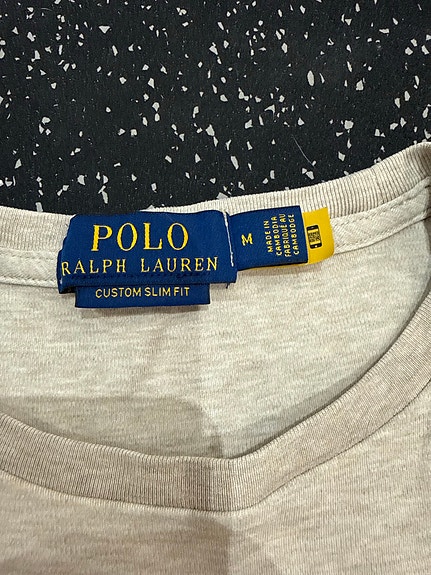 POLO
RALPH LAUREN
CUSTOM SLIM FIT
M
MADE IN
CAMBODIA
FABRIQUÉ AU
CAMBODGE